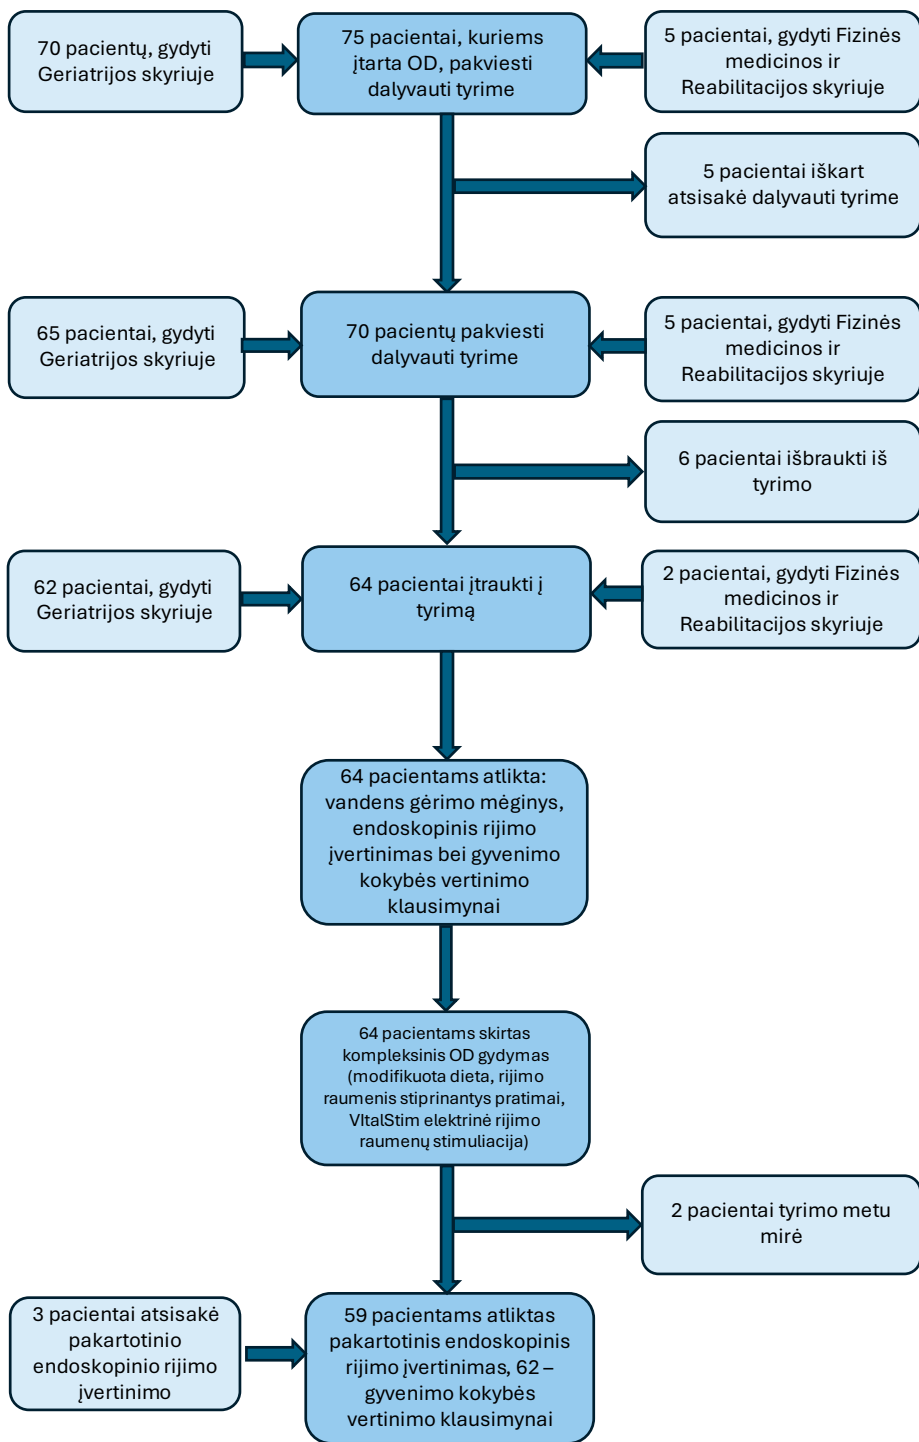 70 pacientų, gydyti
Geriatrijos skyriuje
75 pacientai, kuriems
įtarta OD, pakviesti
dalyvauti tyrime
5 pacientai, gydyti Fizinės
medicinos ir
Reabilitacijos skyriuje
5 pacientai iškart
atsisakė dalyvauti tyrime
65 pacientai, gydyti
Geriatrijos skyriuje
70 pacientų pakviesti
dalyvauti tyrime
5 pacientai, gydyti Fizinės
medicinos ir
Reabilitacijos skyriuje
6 pacientai išbraukti iš
tyrimo
62 pacientai, gydyti
Geriatrijos skyriuje
64 pacientai įtraukti į
tyrimą
2 pacientai, gydyti Fizinės
medicinos ir
Reabilitacijos skyriuje
64 pacientams atlikta:
vandens gėrimo mėginys,
endoskopinis rijimo
įvertinimas bei gyvenimo
kokybės vertinimo
klausimynai
64 pacientams skirtas
kompleksinis OD gydymas
(modifikuota dieta, rijimo
raumenis stiprinantys pratimai,
VItalStim elektrinė rijimo
raumenų stimuliacija)
2 pacientai tyrimo metu
mirė
3 pacientai atsisakė
pakartotinio
endoskopinio rijimo
įvertinimo
59 pacientams atliktas
pakartotinis endoskopinis
rijimo įvertinimas, 62 –
gyvenimo kokybės
vertinimo klausimynai